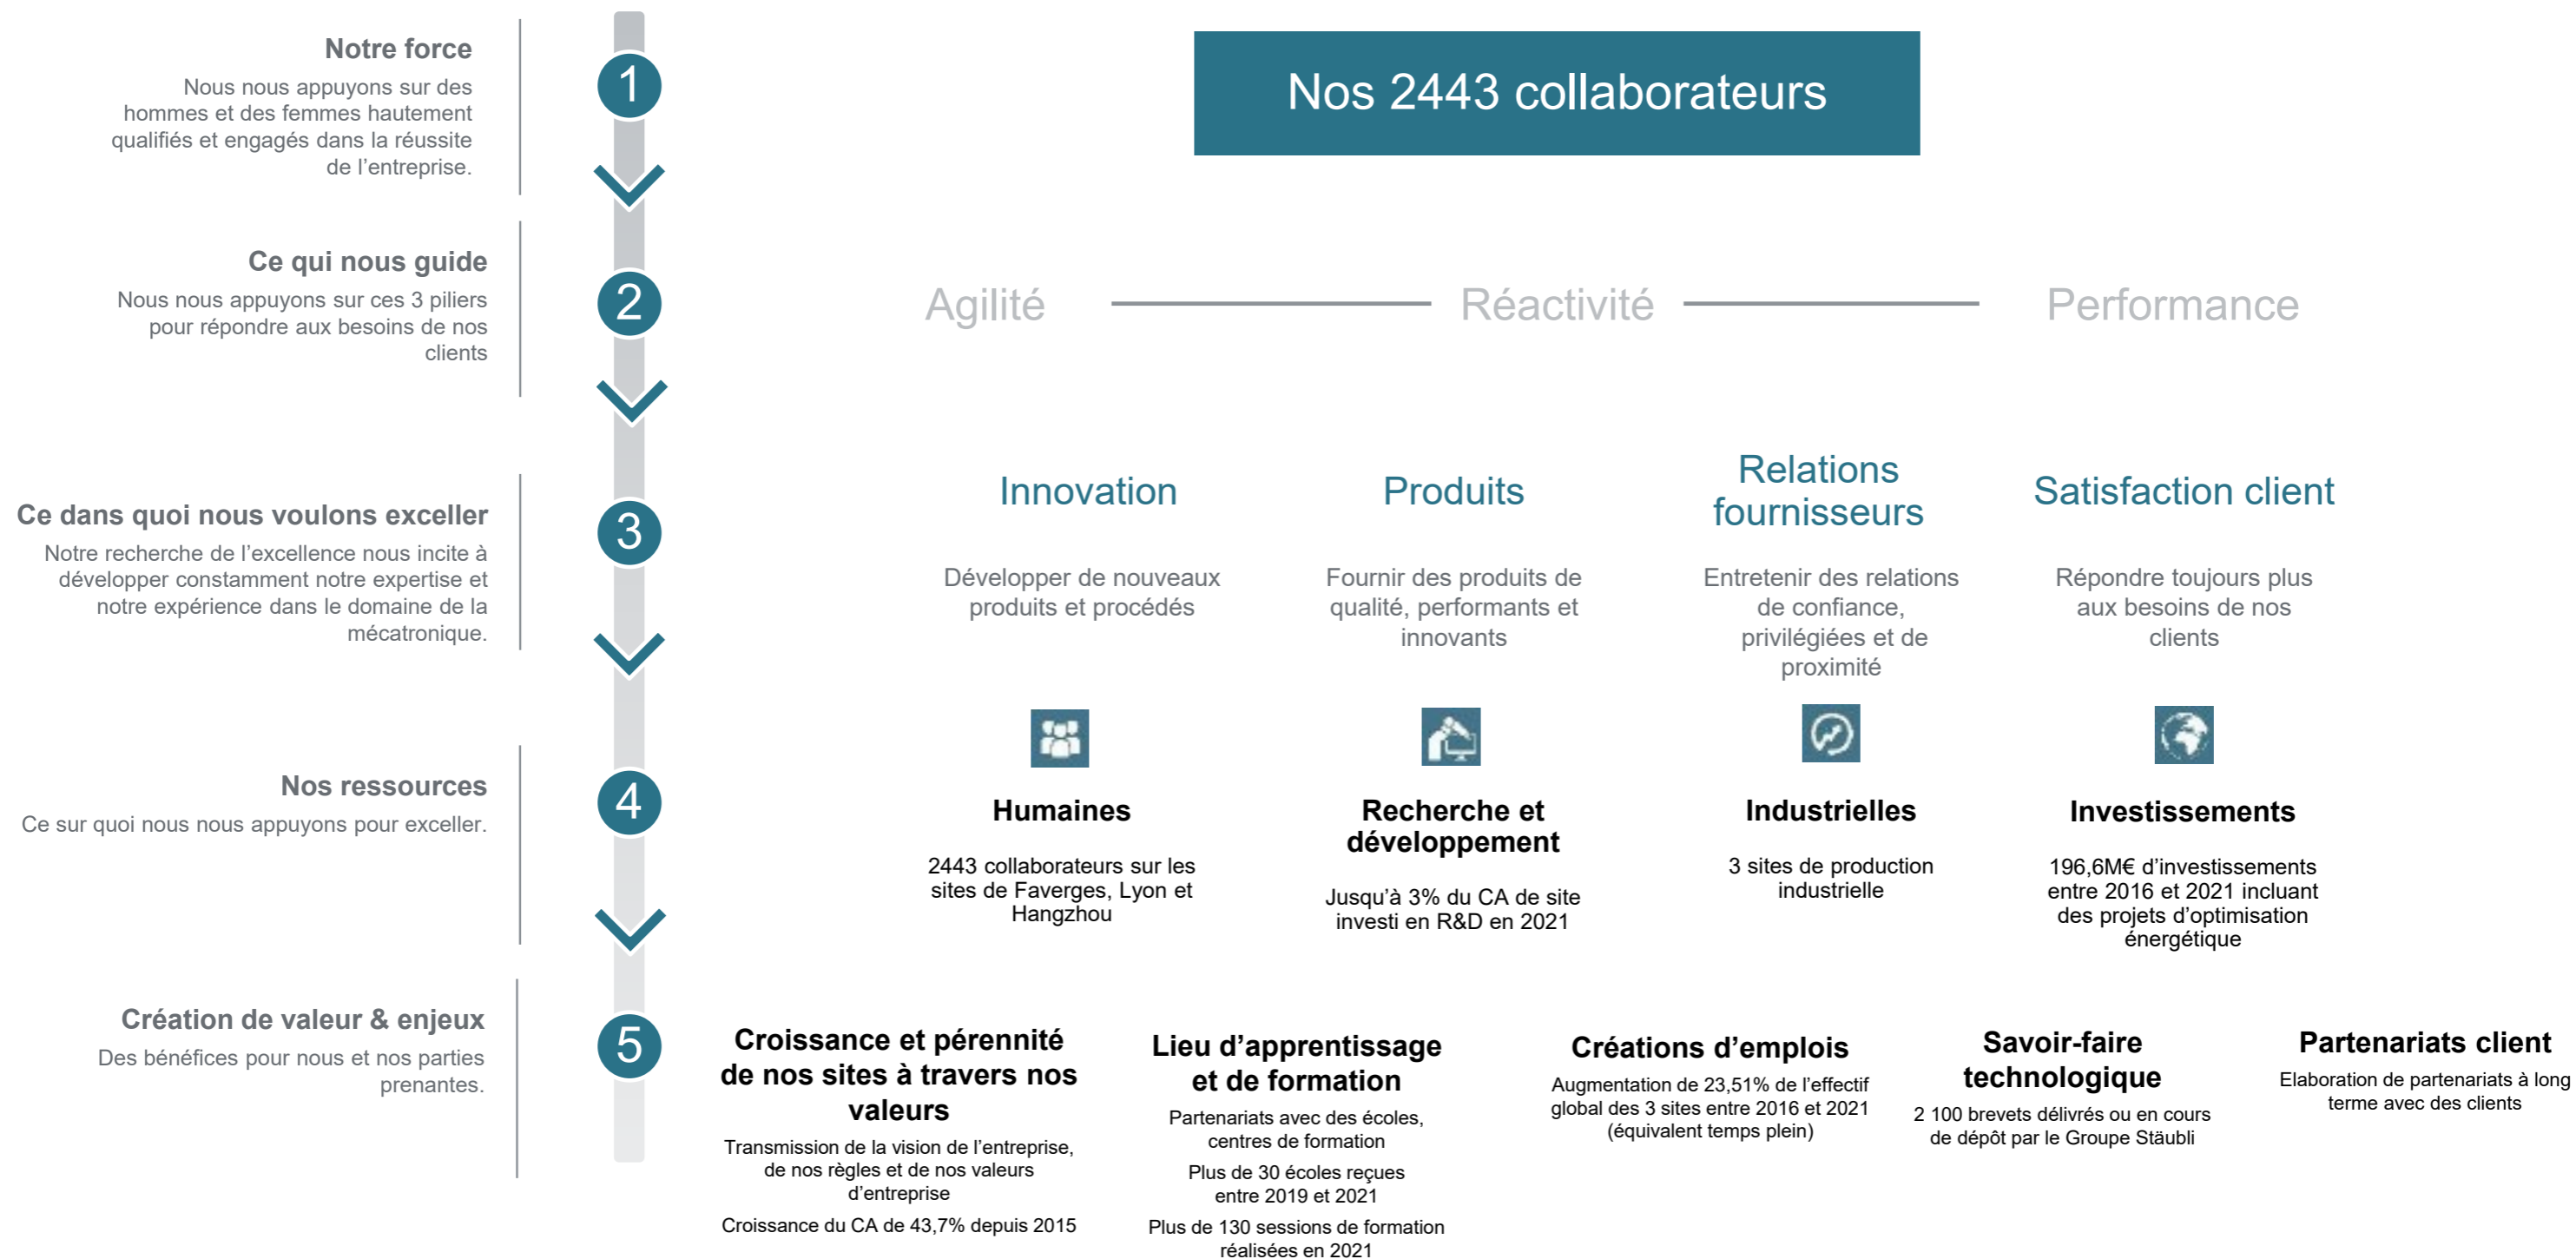 Notre force
Nous nous appuyons sur des
hommes et des femmes hautement
qualifiés et engagés dans la réussite
de l’entreprise.
1
Nos 2443 collaborateurs
Ce qui nous guide
Nous nous appuyons sur ces 3 piliers
pour répondre aux besoins de nos
clients
2
Agilité
Réactivité
Performance
Ce dans quoi nous voulons exceller
Notre recherche de l’excellence nous incite à
développer constamment notre expertise et
notre expérience dans le domaine de la
mécatronique.
3
Innovation
Développer de nouveaux
produits et procédés
Produits
Fournir des produits de
qualité, performants et
innovants
Relations
fournisseurs
Entretenir des relations
de confiance,
privilégiées et de
proximité
Satisfaction client
Répondre toujours plus
aux besoins de nos
clients
Nos ressources
Ce sur quoi nous nous appuyons pour exceller.
4
Humaines
2443 collaborateurs sur les
sites de Faverges, Lyon et
Hangzhou
Recherche et
développement
Jusqu’à 3% du CA de site
investi en R&D en 2021
Industrielles
3 sites de production
industrielle
Investissements
196,6M€ d’investissements
entre 2016 et 2021 incluant
des projets d’optimisation
énergétique
Création de valeur & enjeux
Des bénéfices pour nous et nos parties
prenantes.
5
Croissance et pérennité
de nos sites à travers nos
valeurs
Transmission de la vision de l’entreprise,
de nos règles et de nos valeurs
d’entreprise
Croissance du CA de 43,7% depuis 2015
Lieu d’apprentissage
et de formation
Partenariats avec des écoles,
centres de formation
Plus de 30 écoles reçues
entre 2019 et 2021
Plus de 130 sessions de formation
réalisées en 2021
Créations d’emplois
Augmentation de 23,51% de l’effectif
global des 3 sites entre 2016 et 2021
(équivalent temps plein)
Savoir-faire
technologique
2 100 brevets délivrés ou en cours
de dépôt par le Groupe Stäubli
Partenariats client
Elaboration de partenariats à long
terme avec des clients